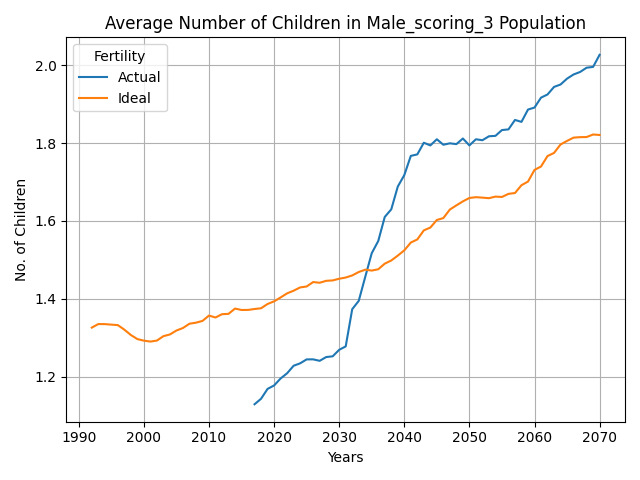 Average Number of Children in Male_scoring_3 Population
Fertility
Actual
Ideal
No. of Children
2.0
1.8
1.6
1.4
1.2
1990 2000 2010 2020 2030 2040 2050 2060 2070
Years